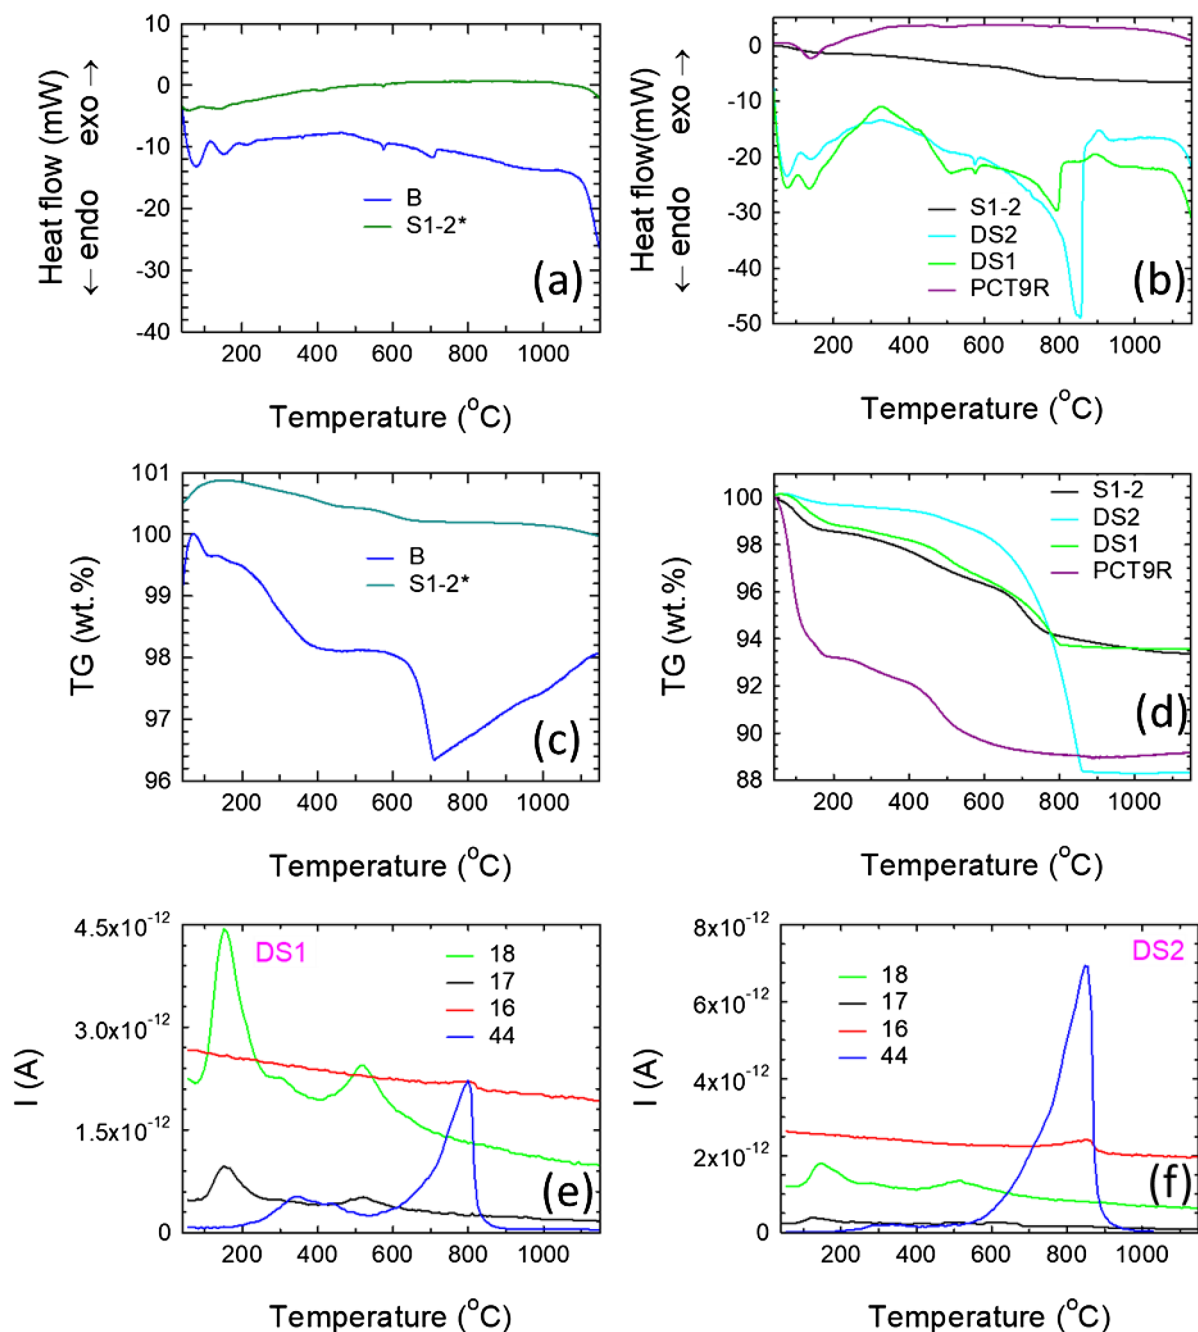 10
0
-10
-20
-30
-40
Heat flow (mW)
← endo exo →
B
S1-2*
(a)
200 400 600 800 1000
Temperature (°C)
0
-10
-20
-30
-40
-50
Heat flow(mW)
← endo exo →
S1-2
DS2
DS1
PCT9R
(b)
200 400 600 800 1000
Temperature (°C)
101
100
99
98
97
96
TG (wt.%)
B
S1-2*
(c)
200 400 600 800 1000
Temperature (°C)
100
98
96
94
92
90
88
TG (wt.%)
S1-2
DS2
DS1
PCT9R
(d)
200 400 600 800 1000
Temperature (°C)
4.5x10⁻¹²
3.0x10⁻¹²
1.5x10⁻¹²
0
I (A)
DS1
18
17
16
44
(e)
200 400 600 800 1000
Temperature (°C)
8x10⁻¹²
6x10⁻¹²
4x10⁻¹²
2x10⁻¹²
0
I (A)
DS2
18
17
16
44
(f)
200 400 600 800 1000
Temperature (°C)